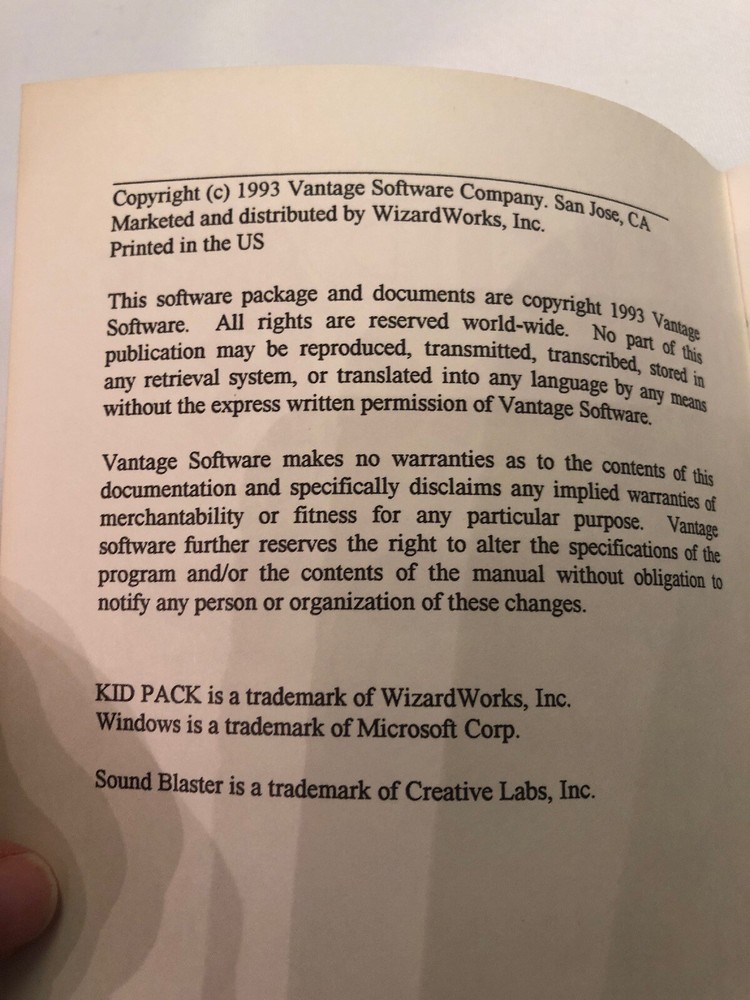 Copyright (c) 1993 Vantage Software Company. San Jose, CA
Marketed and distributed by WizardWorks, Inc.
Printed in the US
This software package and documents are copyright 1993 Vantage
Software. All rights are reserved world-wide. No part of this
publication may be reproduced, transmitted, transcribed, stored in
any retrieval system, or translated into any language by any means
without the express written permission of Vantage Software.
Vantage Software makes no warranties as to the contents of this
documentation and specifically disclaims any implied warranties of
merchantability or fitness for any particular purpose. Vantage
software further reserves the right to alter the specifications of the
program and/or the contents of the manual without obligation to
notify any person or organization of these changes.
KID PACK is a trademark of WizardWorks, Inc.
Windows is a trademark of Microsoft Corp.
Sound Blaster is a trademark of Creative Labs, Inc.